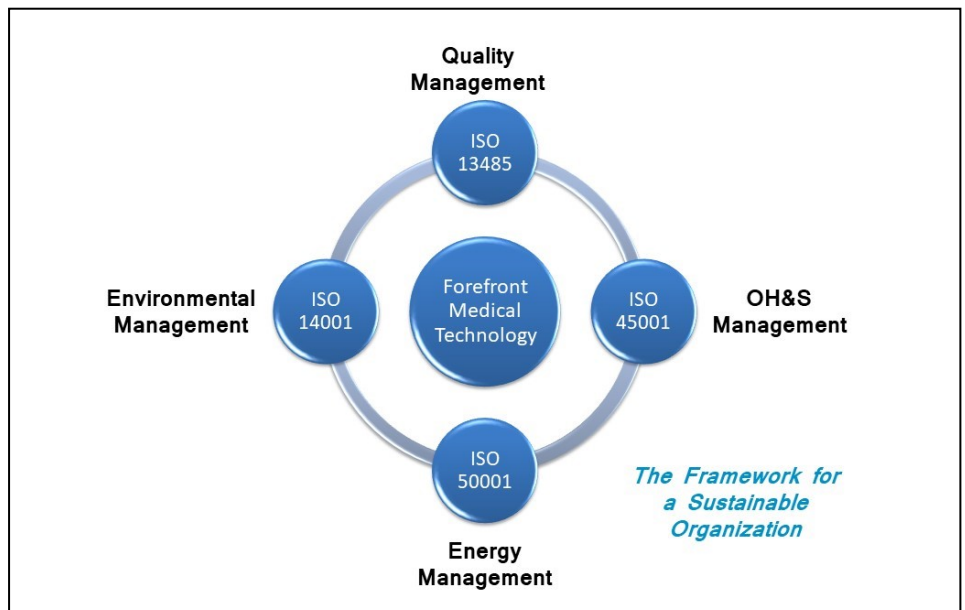 Quality
Management
ISO
13485
Environmental
Management
ISO
14001
Forefront
Medical
Technology
ISO
45001
OH&S
Management
ISO
50001
Energy
Management
The Framework for
a Sustainable
Organization